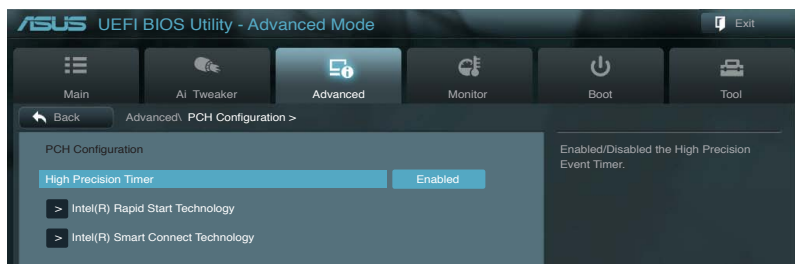 ASUS UEFI BIOS Utility - Advanced Mode
Exit
Main
Ai Tweaker
Advanced
Monitor
Boot
Tool
Back
Advanced\ PCH Configuration >
PCH Configuration
High Precision Timer
Enabled
> Intel(R) Rapid Start Technology
> Intel(R) Smart Connect Technology
Enabled/Disabled the High Precision
Event Timer.